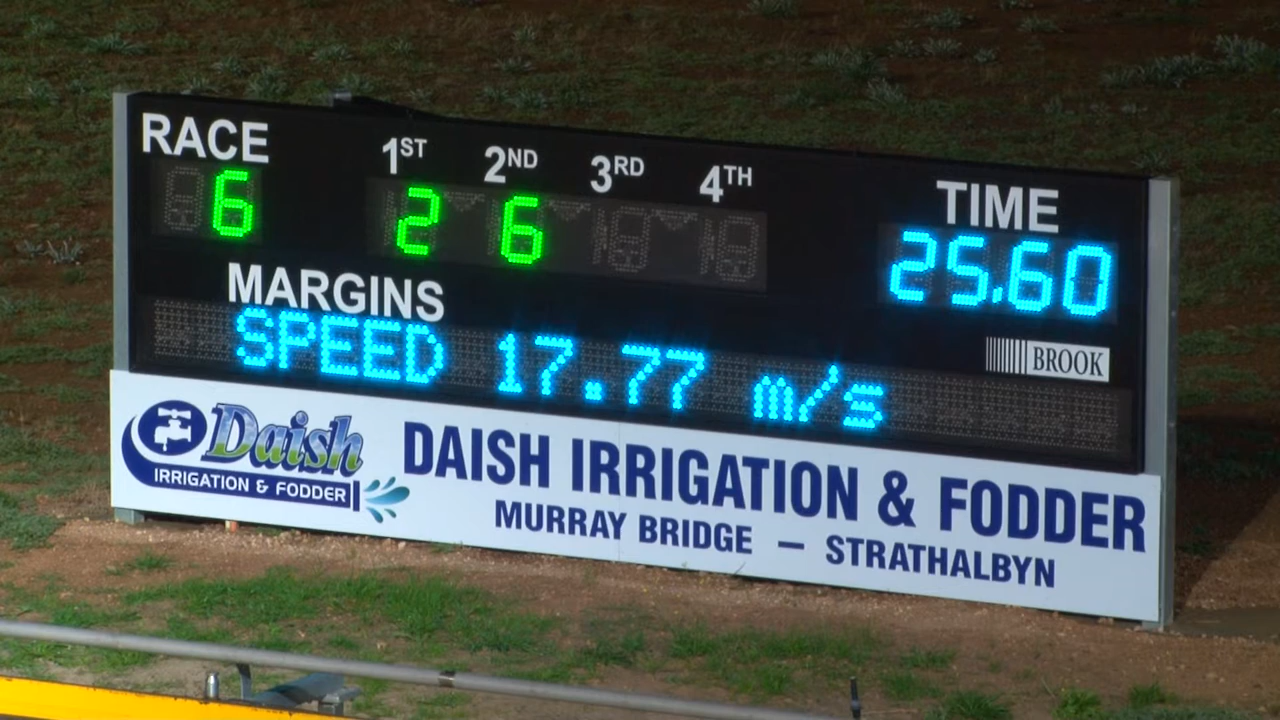 RACE 1ST 2ND 3RD 4TH TIME
6 2 6 25.60
MARGINS
SPEED 17.77 m/s
BROOK
Daish
IRRIGATION & FODDER
DAISH IRRIGATION & FODDER
MURRAY BRIDGE — STRATHALBYN